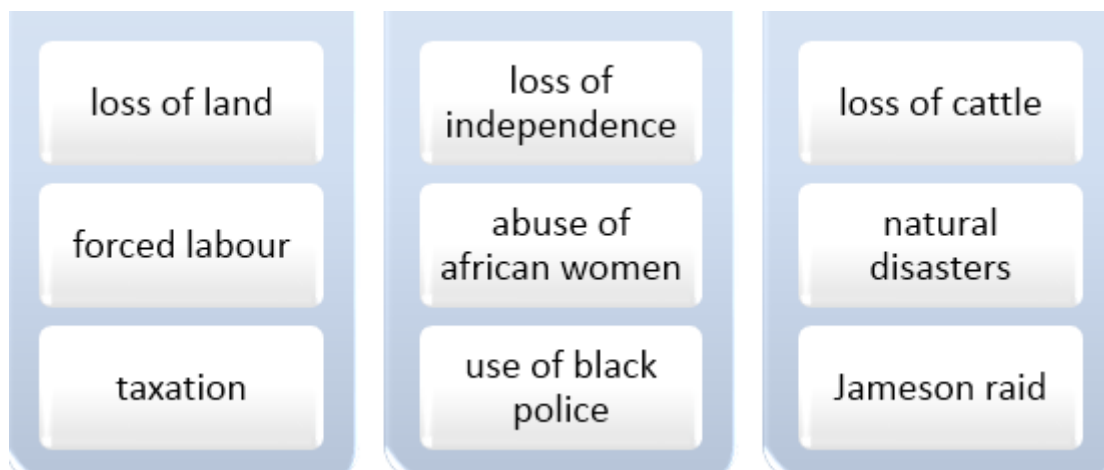 loss of land
forced labour
taxation
loss of
independence
abuse of
african women
use of black
police
loss of cattle
natural
disasters
Jameson raid